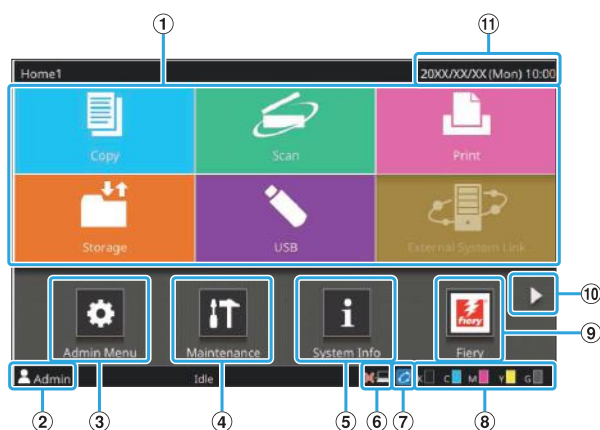 ① ⑪
Home1 20XX/XX/XX (Mon) 10:00
Copy Scan Print
Storage USB External System Link
⑩
fiery
⑨
Admin Menu Maintenance System Info Fiery
Admin Idle K C M Y G
② ③ ④ ⑤ ⑥ ⑦ ⑧